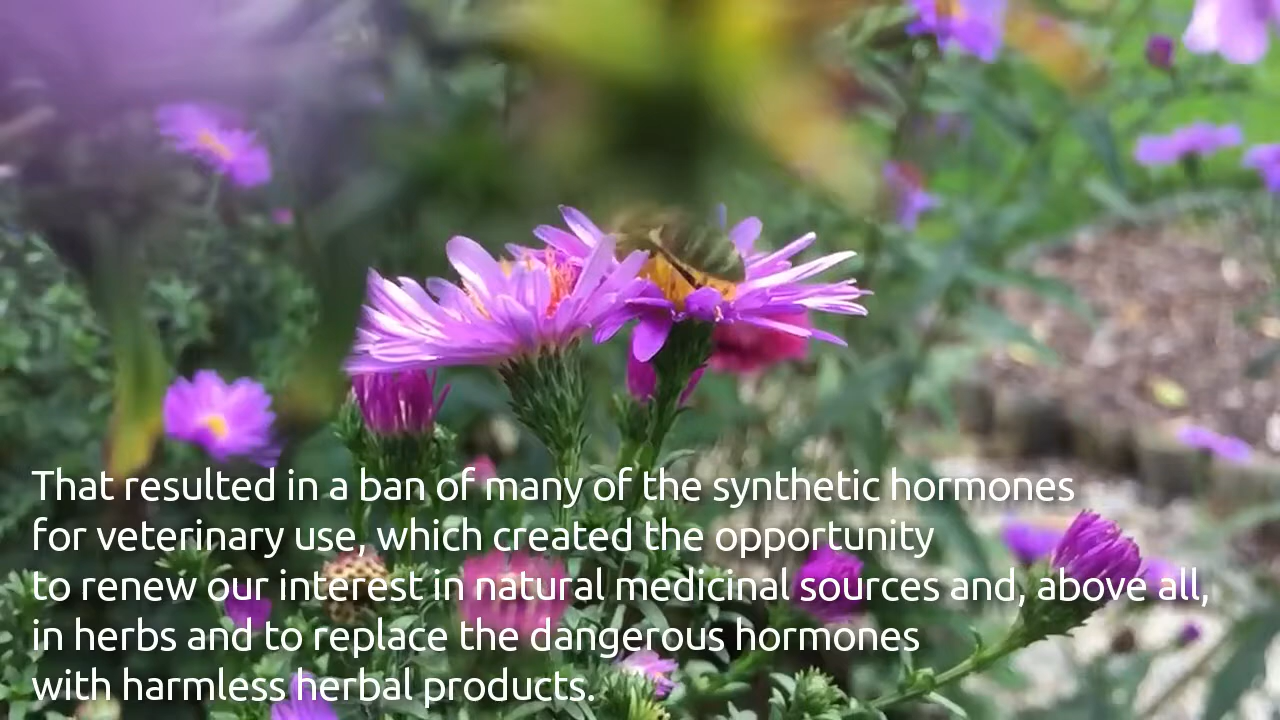 That resulted in a ban of many of the synthetic hormones
for veterinary use, which created the opportunity
to renew our interest in natural medicinal sources and, above all,
in herbs and to replace the dangerous hormones
with harmless herbal products.